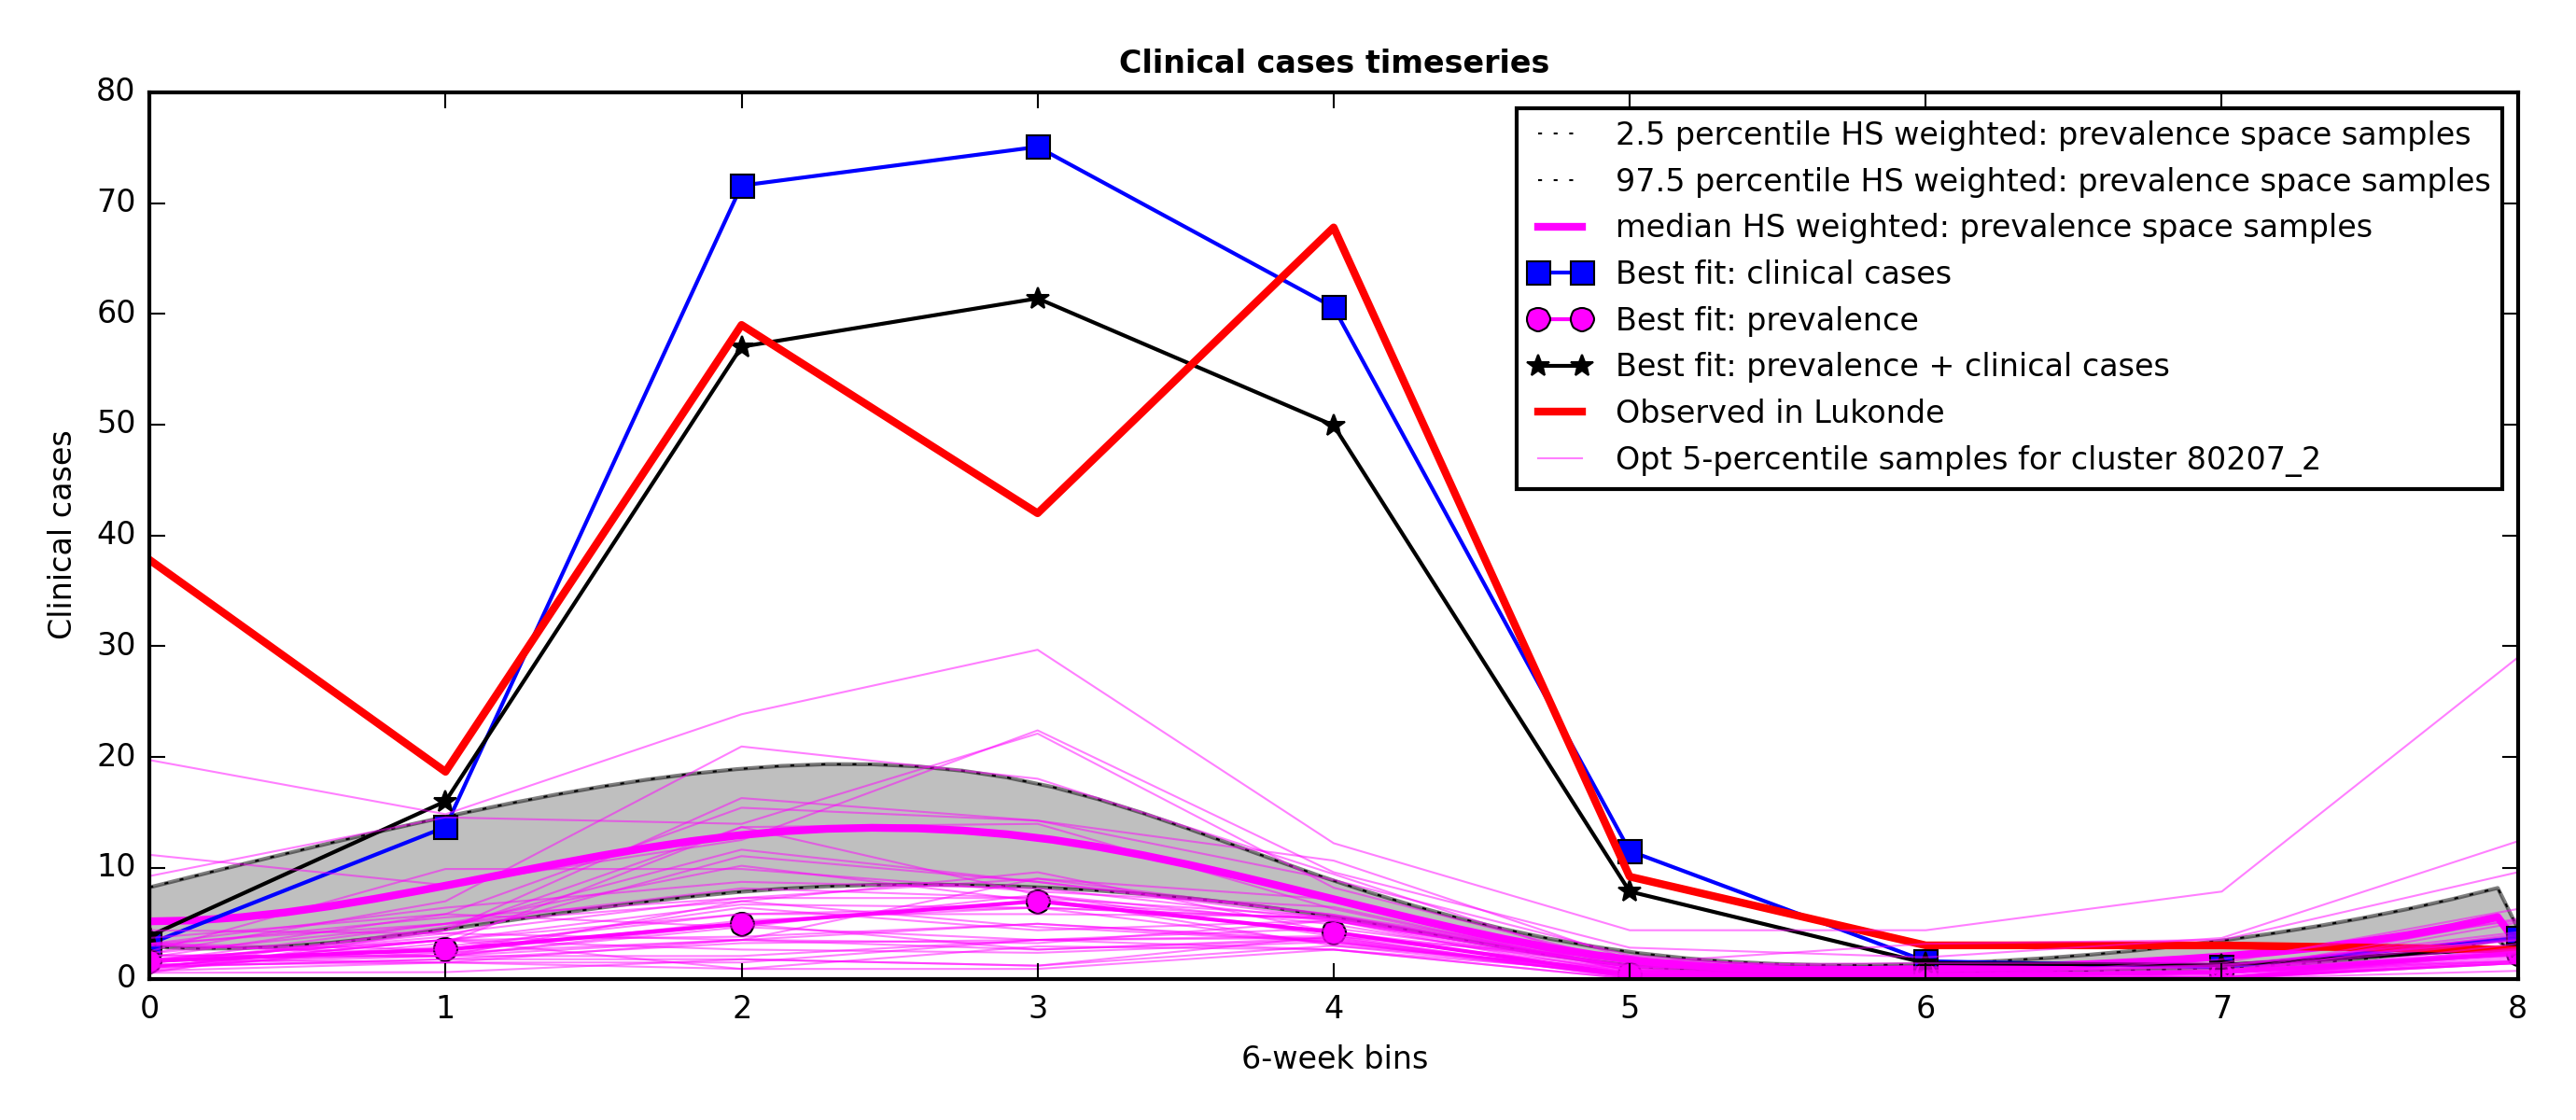 Clinical cases timeseries
80
70
60
50
40
30
20
10
0
Clinical cases
2.5 percentile HS weighted: prevalence space samples
97.5 percentile HS weighted: prevalence space samples
median HS weighted: prevalence space samples
Best fit: clinical cases
Best fit: prevalence
Best fit: prevalence + clinical cases
Observed in Lukonde
Opt 5-percentile samples for cluster 80207_2
0 1 2 3 4 5 6 7 8
6-week bins